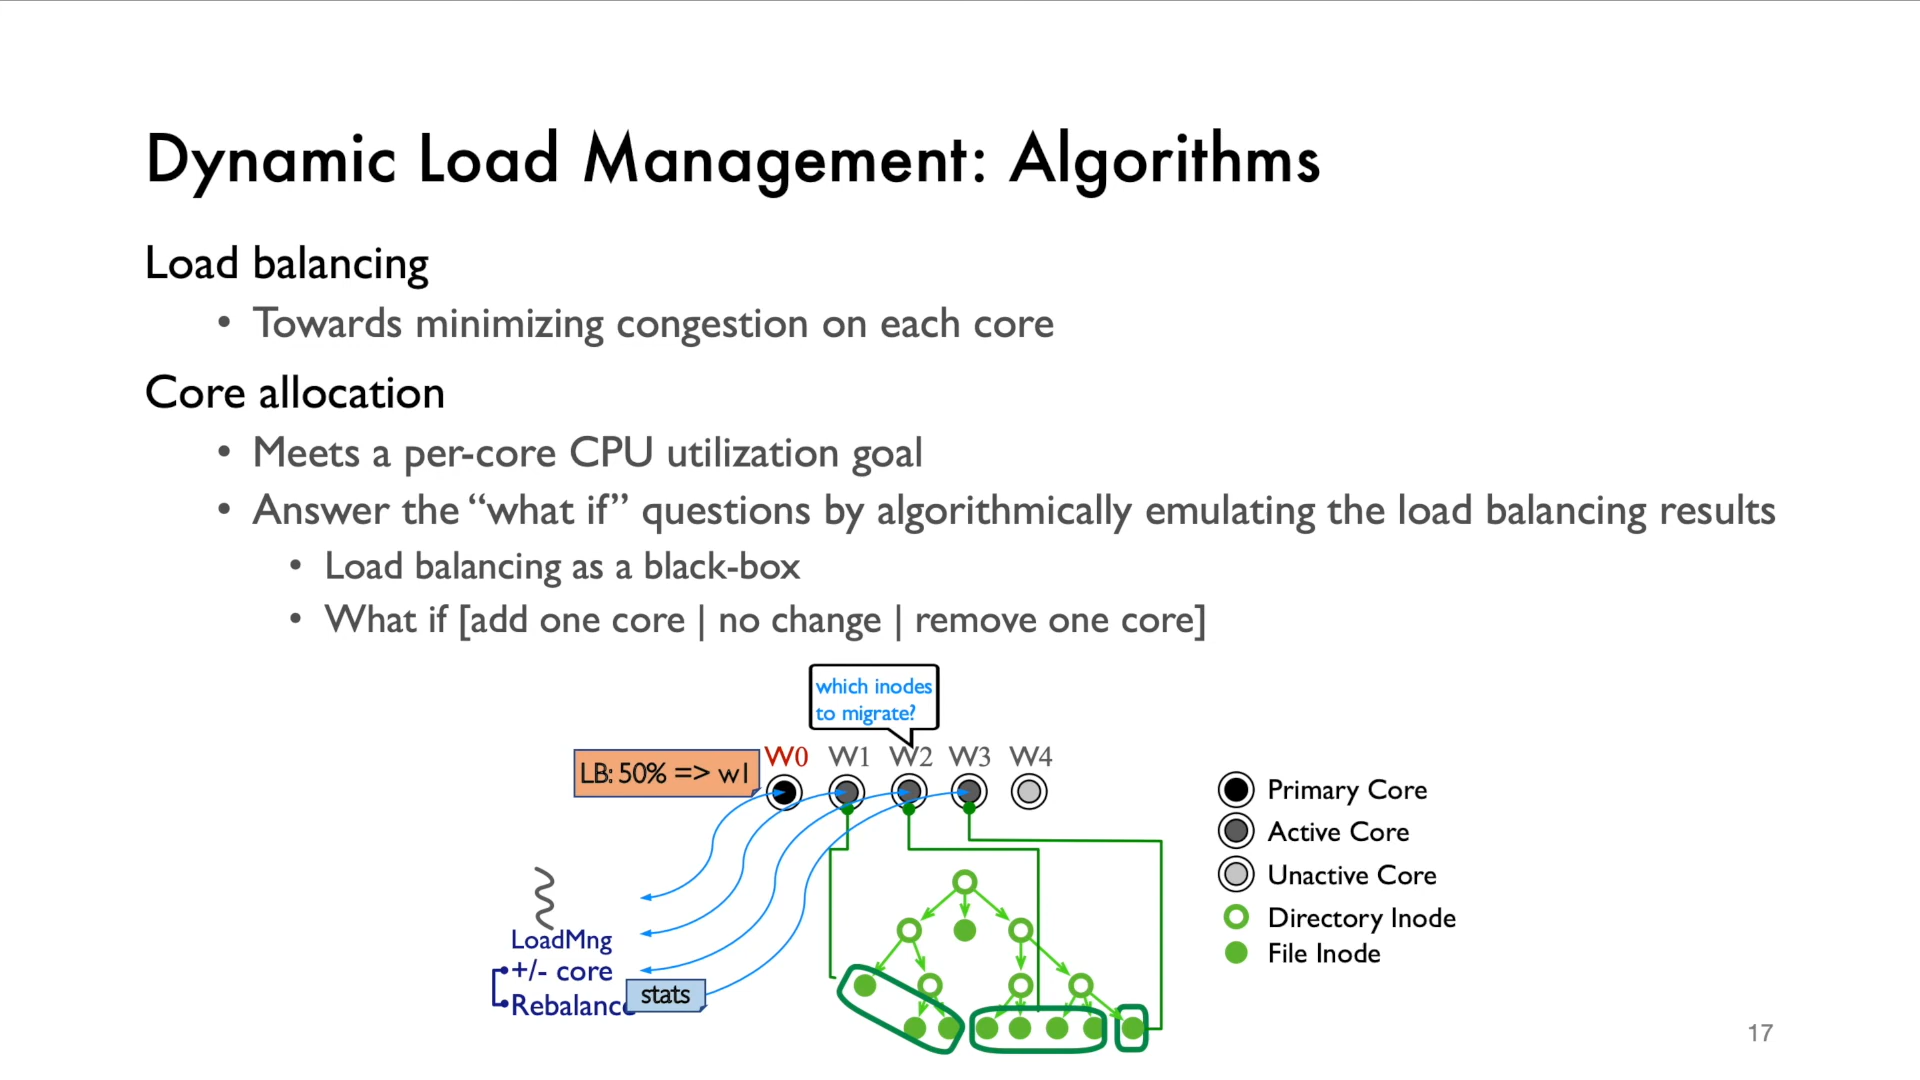 Dynamic Load Management: Algorithms
Load balancing
• Towards minimizing congestion on each core
Core allocation
• Meets a per-core CPU utilization goal
• Answer the “what if” questions by algorithmically emulating the load balancing results
• Load balancing as a black-box
• What if [add one core | no change | remove one core]
which inodes
to migrate?
LB: 50% => w1
W0 W1 W2 W3 W4
LoadMng
+/- core
Rebalance
stats
Primary Core
Active Core
Unactive Core
Directory Inode
File Inode
17